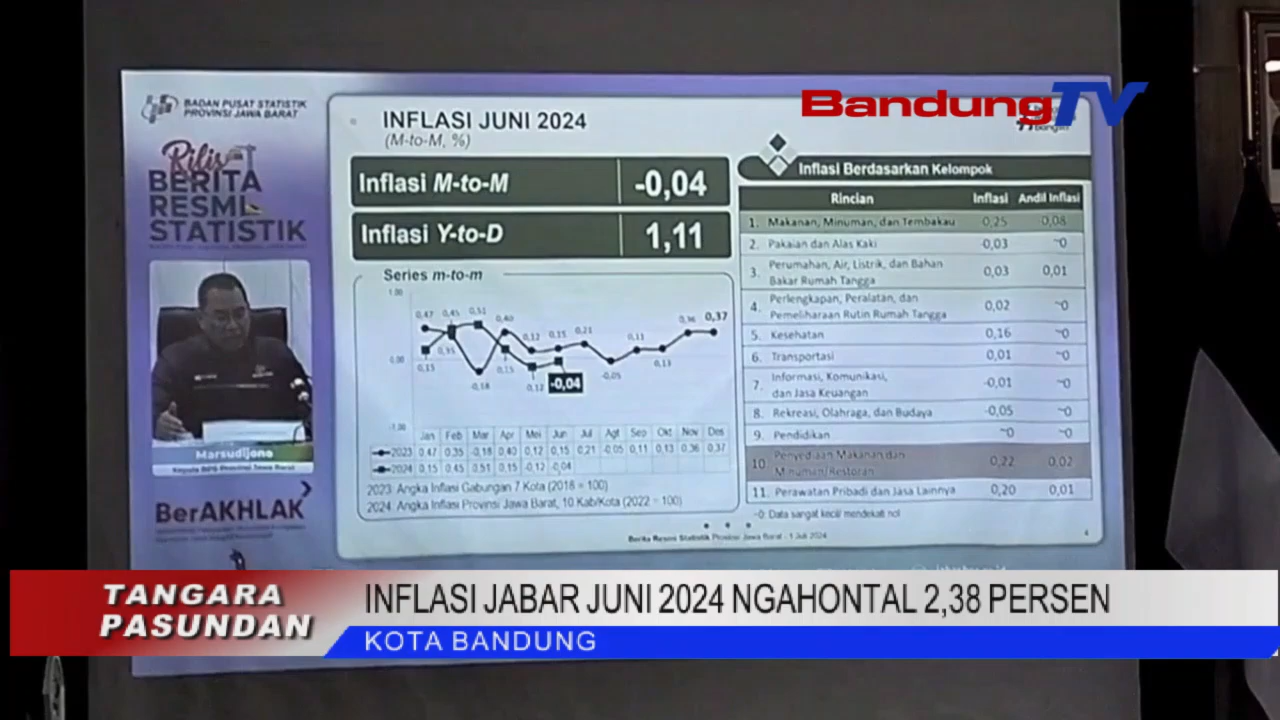 BADAN PUSAT STATISTIK
PROVINSI JAWA BARAT
Rilis
BERITA
RESMI
STATISTIK
Marsudijono
Kepala BPS Provinsi Jawa Barat
BerAKHLAK
BandungTV
INFLASI JUNI 2024
(M-to-M, %)
Inflasi M-to-M -0,04
Inflasi Y-to-D 1,11
Series m-to-m
1.00
0,00
-1.00
0,47 0,45 0,51 0,40 0,12 0,15 0,21 0,11 0,36 0,37
0,15 0,35 -0,18 0,15 0,12 -0,04 -0,05 0,13
Jan Feb Mar Apr Mei Jun Jul Agt Sep Okt Nov Des
2023 0,47 0,35 -0,18 0,40 0,12 0,15 0,21 -0,05 0,11 0,13 0,36 0,37
2024 0,15 0,45 0,51 0,15 -0,12 -0,04
2023: Angka Inflasi Gabungan 7 Kota (2018 = 100)
2024: Angka Inflasi Provinsi Jawa Barat, 10 Kab/Kota (2022 = 100)
Inflasi Berdasarkan Kelompok
Rincian Inflasi Andil Inflasi
1. Makanan, Minuman, dan Tembakau 0,25 0,08
2. Pakaian dan Alas Kaki -0,03 ~0
3. Perumahan, Air, Listrik, dan Bahan
Bakar Rumah Tangga 0,03 0,01
4. Perlengkapan, Peralatan, dan
Pemeliharaan Rutin Rumah Tangga 0,02 ~0
5. Kesehatan 0,16 ~0
6. Transportasi 0,01 ~0
7. Informasi, Komunikasi,
dan Jasa Keuangan -0,01 ~0
8. Rekreasi, Olahraga, dan Budaya -0,05 ~0
9. Pendidikan ~0 ~0
10. Penyediaan Makanan dan
Minuman/Restoran 0,22 0,02
11. Perawatan Pribadi dan Jasa Lainnya 0,20 0,01
~0: Data sangat kecil/ mendekati nol
Berita Resmi Statistik Provinsi Jawa Barat - 1 Juli 2024
4
TANGARA
PASUNDAN
INFLASI JABAR JUNI 2024 NGAHONTAL 2,38 PERSEN
KOTA BANDUNG